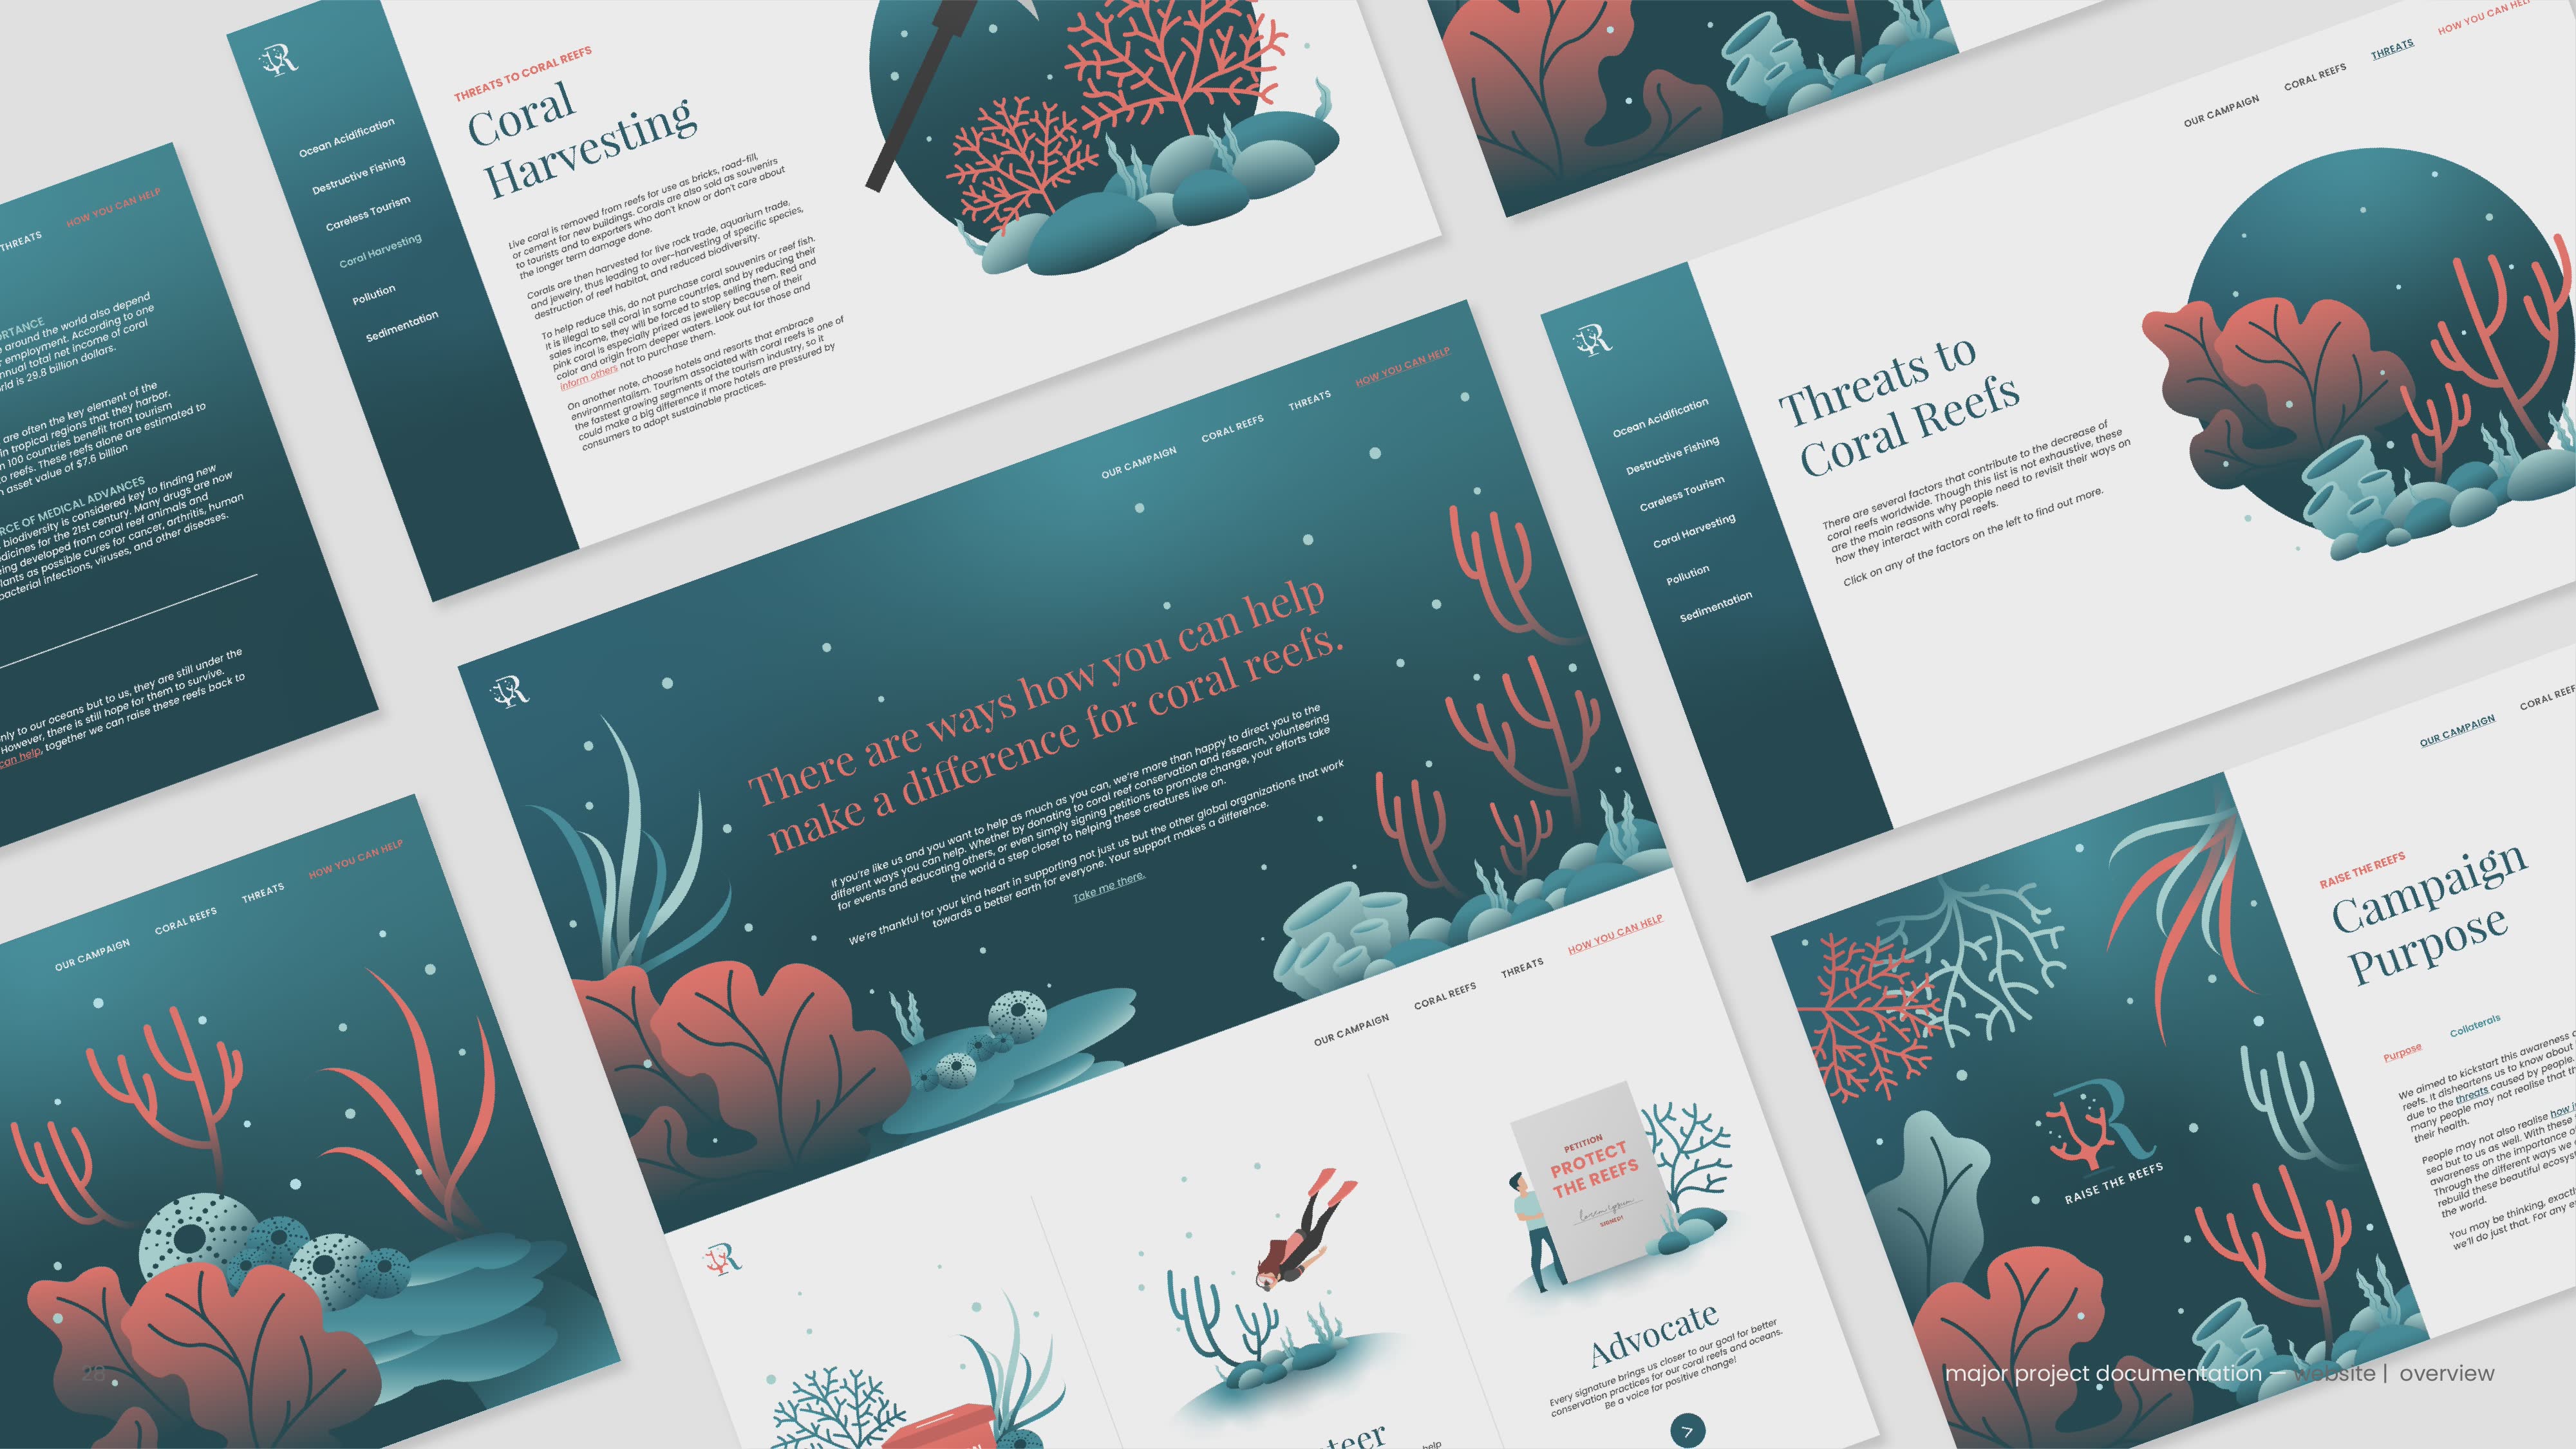 THREATS
HOW YOU CAN HELP
around the world also depend
employment. According to one
total net income of coral
is 29.8 billion dollars.
are often the key element of the
in tropical regions that they harbor.
100 countries benefit from tourism
reefs. These reefs alone are estimated to
asset value of $7.6 billion
OF MEDICAL ADVANCES
biodiversity is considered key to finding new
for the 21st century. Many drugs are now
being developed from coral reef animals and
as possible cures for cancer, arthritis, human
bacterial infections, viruses, and other diseases.
to our oceans but to us, they are still under the
However, there is still hope for them to survive.
can help, together we can raise these reefs back to
R
Ocean Acidification
Destructive Fishing
Careless Tourism
Coral Harvesting
Pollution
Sedimentation
THREATS TO CORAL REEFS
Coral
Harvesting
Live coral is removed from reefs for use as bricks, road-fill,
or cement for new buildings. Corals are also sold as souvenirs
to tourists and to exporters who don't know or don't care about
the longer term damage done.
Corals are then harvested for live rock trade, aquarium trade,
and jewelry, thus leading to over-harvesting of specific species,
destruction of reef habitat, and reduced biodiversity.
To help reduce this, do not purchase coral souvenirs or reef fish.
It is illegal to sell coral in some countries, and by reducing their
sales income, they will be forced to stop selling them. Red and
pink coral is especially prized as jewellery because of their
color and origin from deeper waters. Look out for those and
inform others not to purchase them.
On another note, choose hotels and resorts that embrace
environmentalism. Tourism associated with coral reefs is one of
the fastest growing segments of the tourism industry, so it
could make a big difference if more hotels are pressured by
consumers to adopt sustainable practices.
OUR CAMPAIGN
CORAL REEFS
THREATS
HOW YOU CAN HELP
R
Ocean Acidification
Destructive Fishing
Careless Tourism
Coral Harvesting
Pollution
Sedimentation
Threats to
Coral Reefs
There are several factors that contribute to the decrease of
coral reefs worldwide. Though this list is not exhaustive, these
are the main reasons why people need to revisit their ways on
how they interact with coral reefs.
Click on any of the factors on the left to find out more.
R
OUR CAMPAIGN
CORAL REEFS
THREATS
HOW YOU CAN HELP
There are ways how you can help
make a difference for coral reefs.
If you're like us and you want to help as much as you can, we're more than happy to direct you to the
different ways you can help. Whether by donating to coral reef conservation and research, volunteering
for events and educating others, or even simply signing petitions to promote change, your efforts take
the world a step closer to helping these creatures live on.
We're thankful for your kind heart in supporting not just us but the other global organizations that work
towards a better earth for everyone. Your support makes a difference.
Take me there.
OUR CAMPAIGN
CORAL REEFS
THREATS
HOW YOU CAN HELP
R
OUR CAMPAIGN
CORAL REEFS
THREATS
HOW YOU CAN HELP
PETITION
PROTECT
THE REEFS
lorem ipsum
SIGNED!
Advocate
Every signature brings us closer to our goal for better
conservation practices for our coral reefs and oceans.
Be a voice for positive change!
help
OUR CAMPAIGN
R
RAISE THE REEFS
RAISE THE REEFS
Campaign
Purpose
Purpose
Collaterals
We aimed to kickstart this awareness
reefs. It disheartens us to know about
due to the threats caused by people.
many people may not realise that
their health.
People may not also realise how
sea but to us as well. With these
awareness on the importance
Through the different ways we
rebuild these beautiful
the world.
You may be thinking,
we'll do just that. For any
28
major project documentation — website | overview